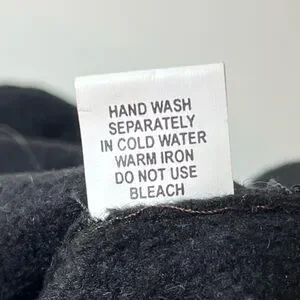 HAND WASH
SEPARATELY
IN COLD WATER
WARM IRON
DO NOT USE
BLEACH